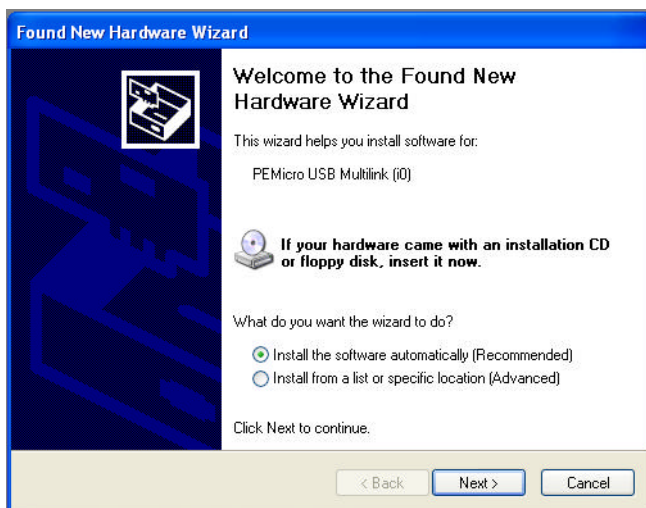 Found New Hardware Wizard
Welcome to the Found New
Hardware Wizard
This wizard helps you install software for:
PEMicro USB Multilink (i0)
If your hardware came with an installation CD
or floppy disk, insert it now.
What do you want the wizard to do?
Install the software automatically (Recommended)
Install from a list or specific location (Advanced)
Click Next to continue.
< Back
Next >
Cancel